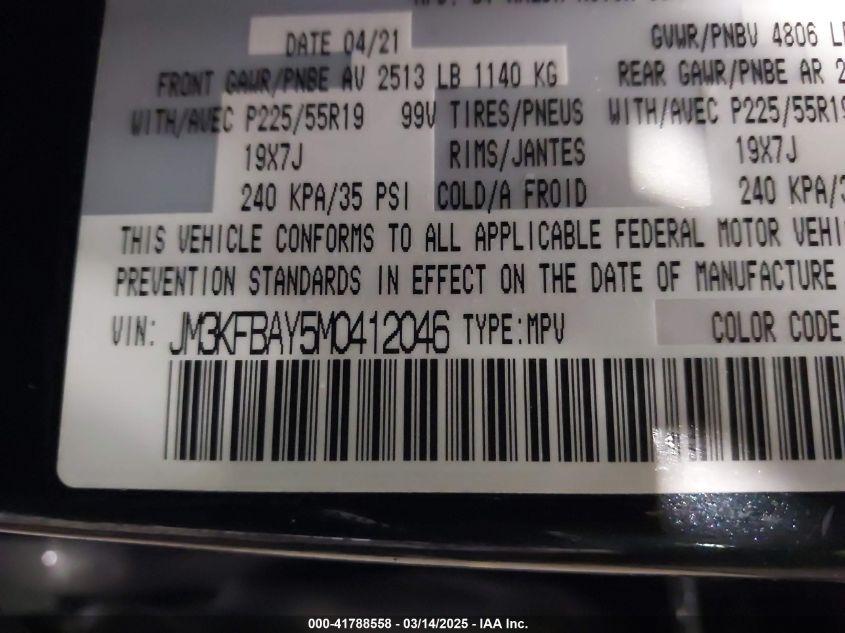 DATE 04/21 GVWR/PNBV 4806
FRONT GAWR/PNBE AV 2513 LB 1140 KG REAR GAWR/PNBE AR
WITH/AVEC P225/55R19 99V TIRES/PNEUS WITH/AVEC P225/55R19
19X7J RIMS/JANTES 19X7J
240 KPA/35 PSI COLD/A FROID 240 KPA/
THIS VEHICLE CONFORMS TO ALL APPLICABLE FEDERAL MOTOR
PREVENTION STANDARDS IN EFFECT ON THE DATE OF MANUFACTURE
VIN: JM3KFBAY5M0412046 TYPE:MPV COLOR CODE
000-41788558 - 03/14/2025 - IAA Inc.